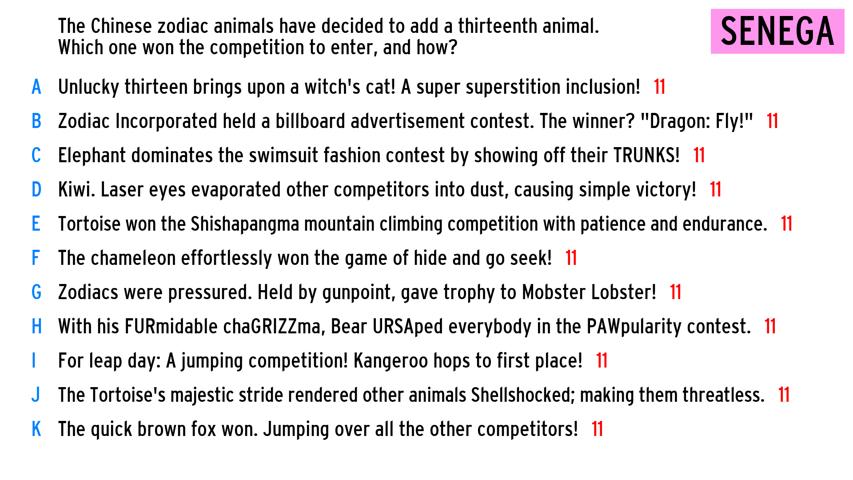 The Chinese zodiac animals have decided to add a thirteenth animal.
Which one won the competition to enter, and how?
SENEGA
A Unlucky thirteen brings upon a witch's cat! A super superstition inclusion! 11
B Zodiac Incorporated held a billboard advertisement contest. The winner? "Dragon: Fly!" 11
C Elephant dominates the swimsuit fashion contest by showing off their TRUNKS! 11
D Kiwi. Laser eyes evaporated other competitors into dust, causing simple victory! 11
E Tortoise won the Shishapangma mountain climbing competition with patience and endurance. 11
F The chameleon effortlessly won the game of hide and go seek! 11
G Zodiacs were pressured. Held by gunpoint, gave trophy to Mobster Lobster! 11
H With his FURmidable chaGRIZZma, Bear URSAped everybody in the PAWpularity contest. 11
I For leap day: A jumping competition! Kangeroo hops to first place! 11
J The Tortoise's majestic stride rendered other animals Shellshocked; making them threatless. 11
K The quick brown fox won. Jumping over all the other competitors! 11